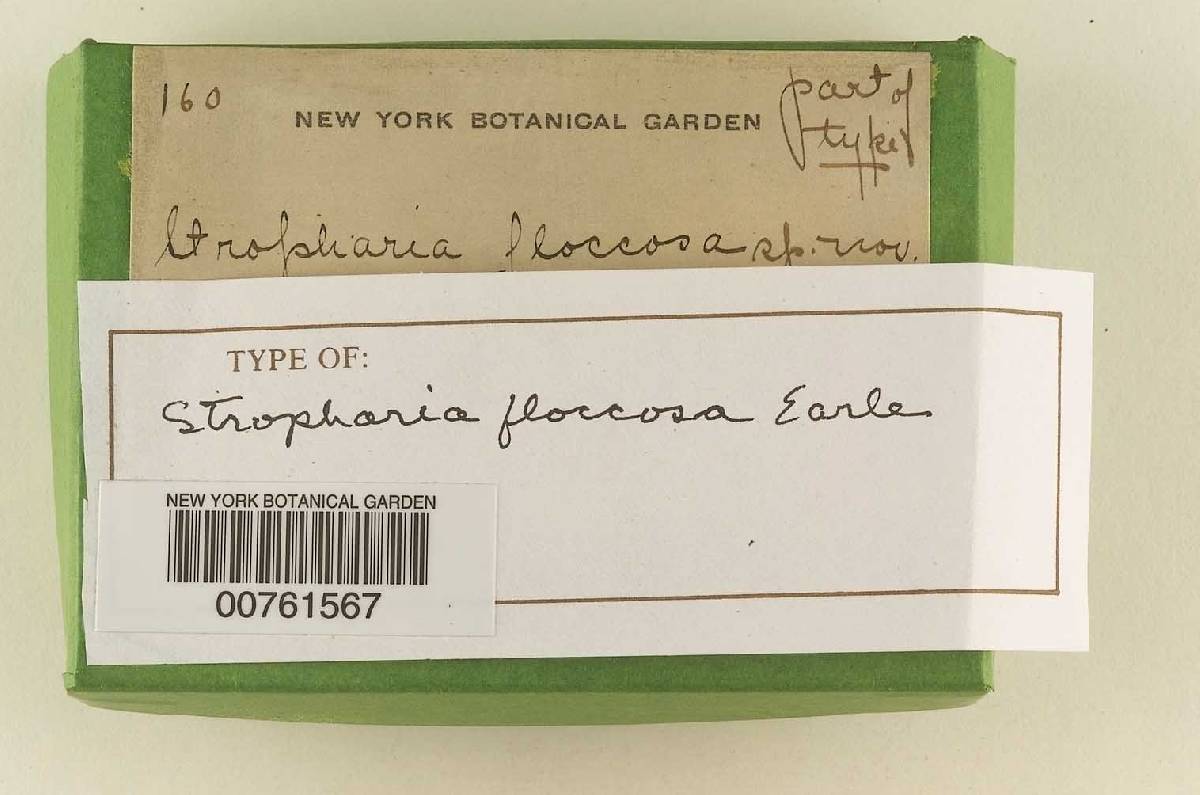 160
NEW YORK BOTANICAL GARDEN
part of
type
Stropharia floccosa sp. nov.
TYPE OF:
Stropharia floccosa Earle
NEW YORK BOTANICAL GARDEN
00761567